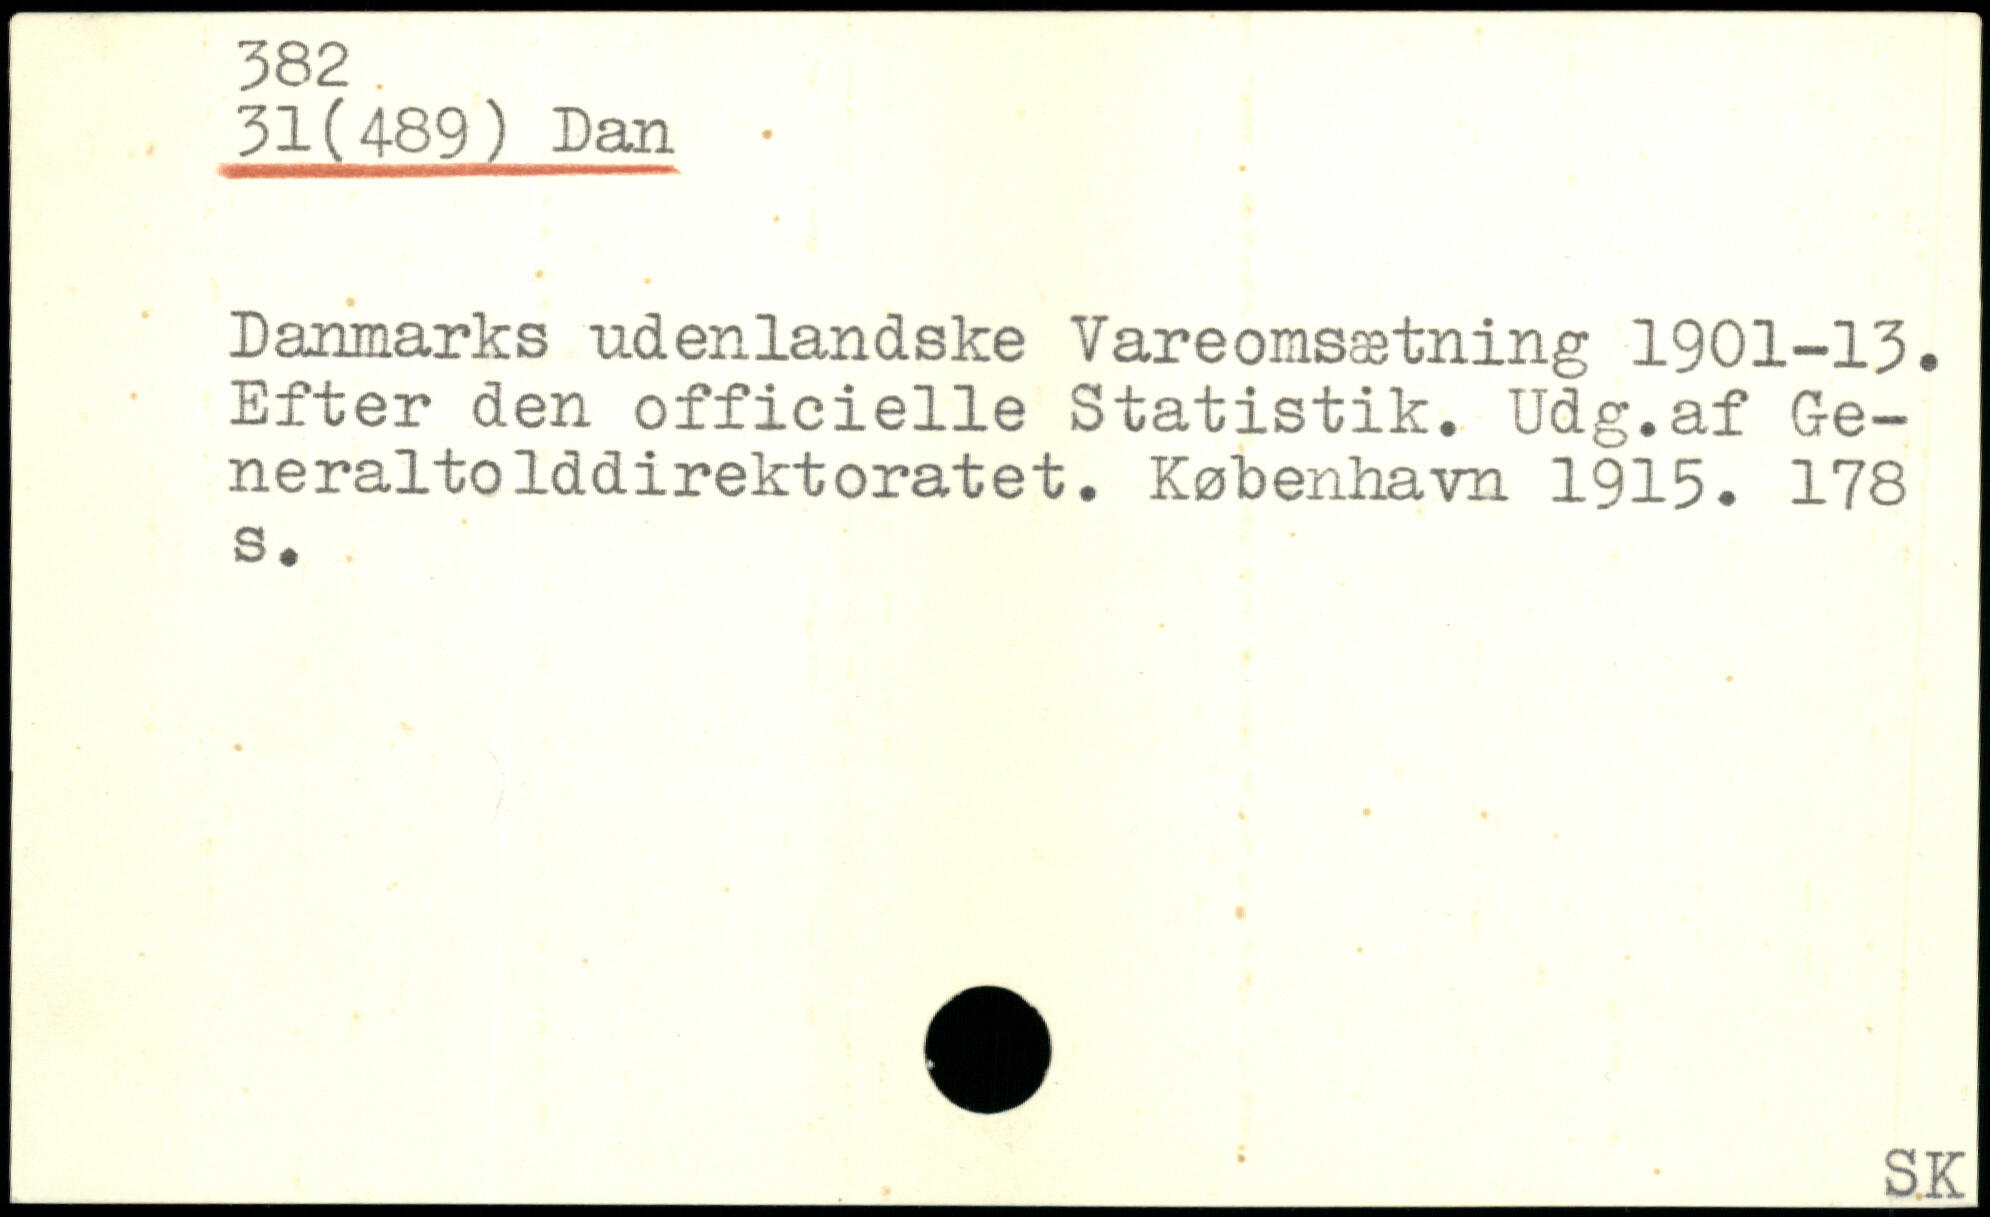 382
31(489) Dan
Danmarks udenlandske Vareomsætning 1901-13.
Efter den officielle Statistik. Udg.af Ge-
neraltolddirektoratet. København 1915. 178
s.
SK